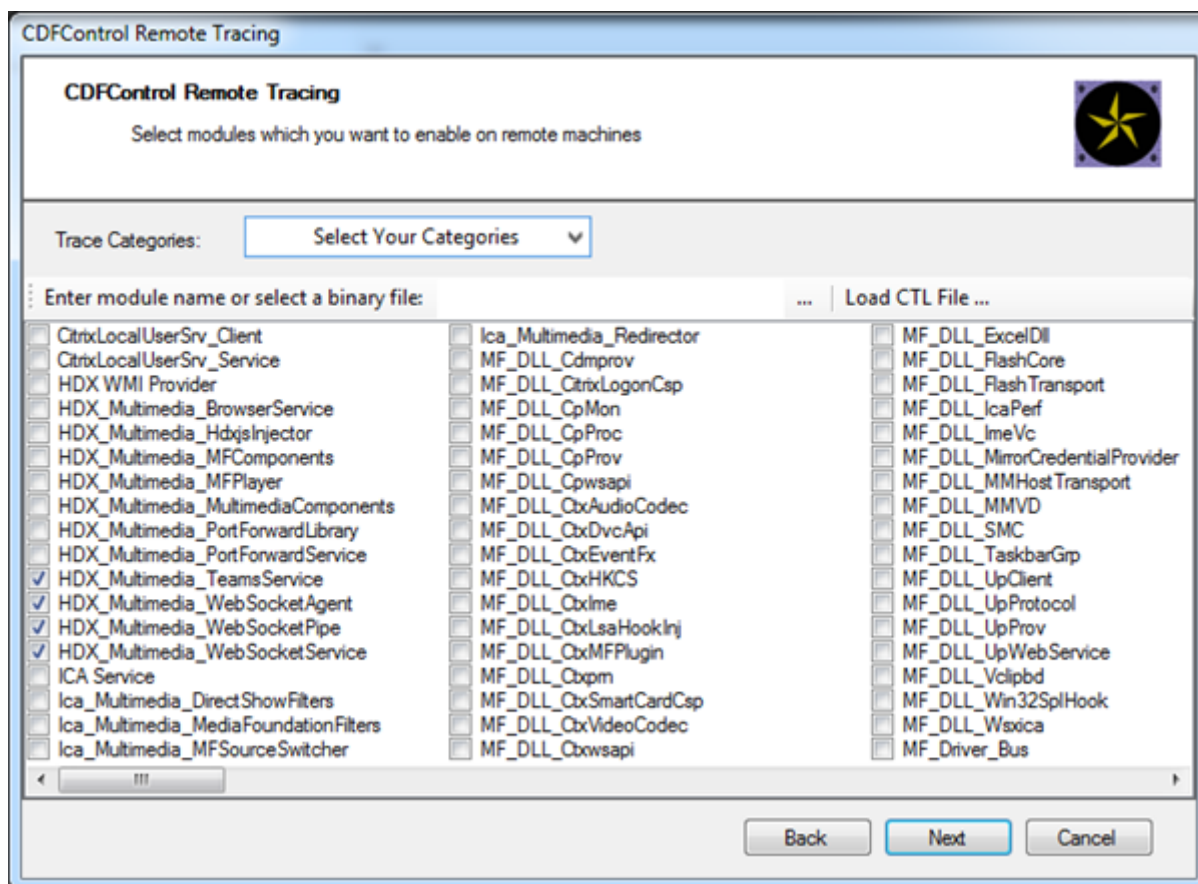 CDFControl Remote Tracing
CDFControl Remote Tracing
Select modules which you want to enable on remote machines
Trace Categories: Select Your Categories
Enter module name or select a binary file: ... Load CTL File ...
CitrixLocalUserSrv_Client
CitrixLocalUserSrv_Service
HDX WMI Provider
HDX_Multimedia_BrowserService
HDX_Multimedia_HdxjsInjector
HDX_Multimedia_MFComponents
HDX_Multimedia_MFPlayer
HDX_Multimedia_MultimediaComponents
HDX_Multimedia_PortForwardLibrary
HDX_Multimedia_PortForwardService
HDX_Multimedia_TeamsService
HDX_Multimedia_WebSocketAgent
HDX_Multimedia_WebSocketPipe
HDX_Multimedia_WebSocketService
ICA Service
Ica_Multimedia_DirectShowFilters
Ica_Multimedia_MediaFoundationFilters
Ica_Multimedia_MFSourceSwitcher
Ica_Multimedia_Redirector
MF_DLL_Cdmprov
MF_DLL_CitrixLogonCsp
MF_DLL_CpMon
MF_DLL_CpProc
MF_DLL_CpProv
MF_DLL_Cpwsapi
MF_DLL_CtxAudioCodec
MF_DLL_CtxDvcApi
MF_DLL_CtxEventFx
MF_DLL_CtxHKCS
MF_DLL_CtxIme
MF_DLL_CtxLsaHookInj
MF_DLL_CtxMFPlugin
MF_DLL_Ctxprn
MF_DLL_CtxSmartCardCsp
MF_DLL_CtxVideoCodec
MF_DLL_Ctxwsapi
MF_DLL_ExcelDll
MF_DLL_FlashCore
MF_DLL_FlashTransport
MF_DLL_IcaPerf
MF_DLL_ImeVc
MF_DLL_MirrorCredentialProvider
MF_DLL_MMHostTransport
MF_DLL_MMVD
MF_DLL_SMC
MF_DLL_TaskbarGrp
MF_DLL_UpClient
MF_DLL_UpProtocol
MF_DLL_UpProv
MF_DLL_UpWebService
MF_DLL_Vclipbd
MF_DLL_Win32SplHook
MF_DLL_Wsxica
MF_Driver_Bus
Back Next Cancel